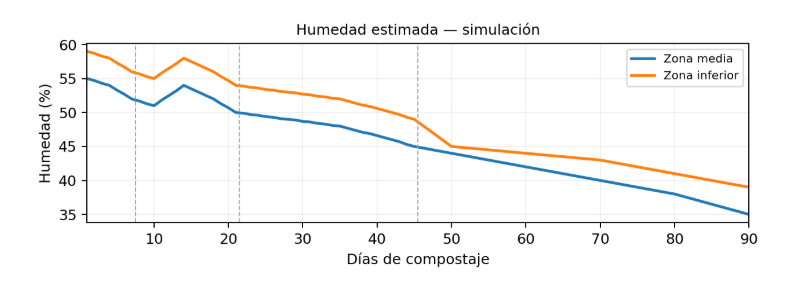 Humedad estimada — simulación
Zona media
Zona inferior
Humedad (%)
60
55
50
45
40
35
10 20 30 40 50 60 70 80 90
Días de compostaje